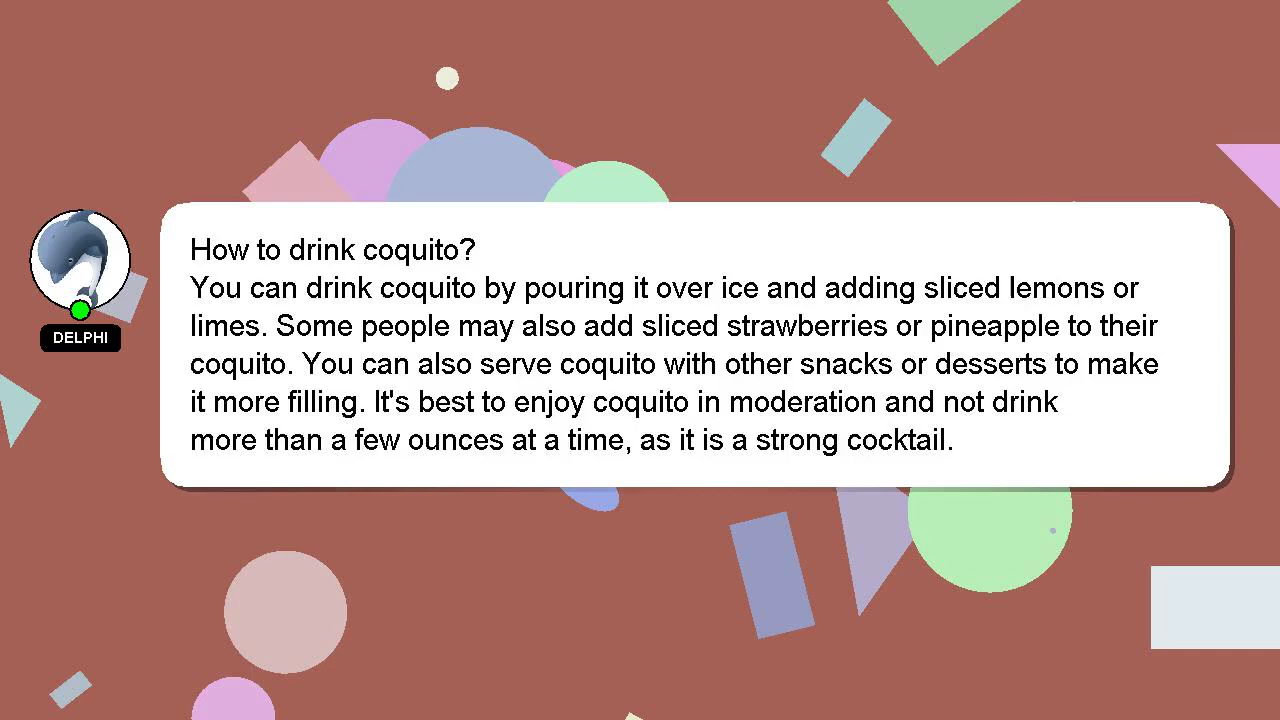 How to drink coquito?
You can drink coquito by pouring it over ice and adding sliced lemons or
limes. Some people may also add sliced strawberries or pineapple to their
coquito. You can also serve coquito with other snacks or desserts to make
it more filling. It's best to enjoy coquito in moderation and not drink
more than a few ounces at a time, as it is a strong cocktail.
DELPHI